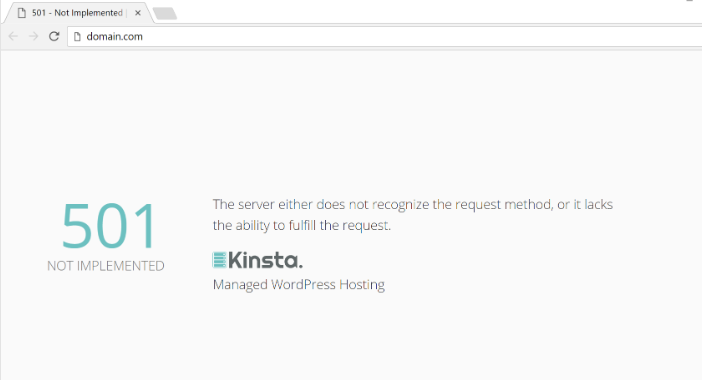 501 - Not Implemented
domain.com
501
NOT IMPLEMENTED
The server either does not recognize the request method, or it lacks
the ability to fulfill the request.
Kinsta.
Managed WordPress Hosting